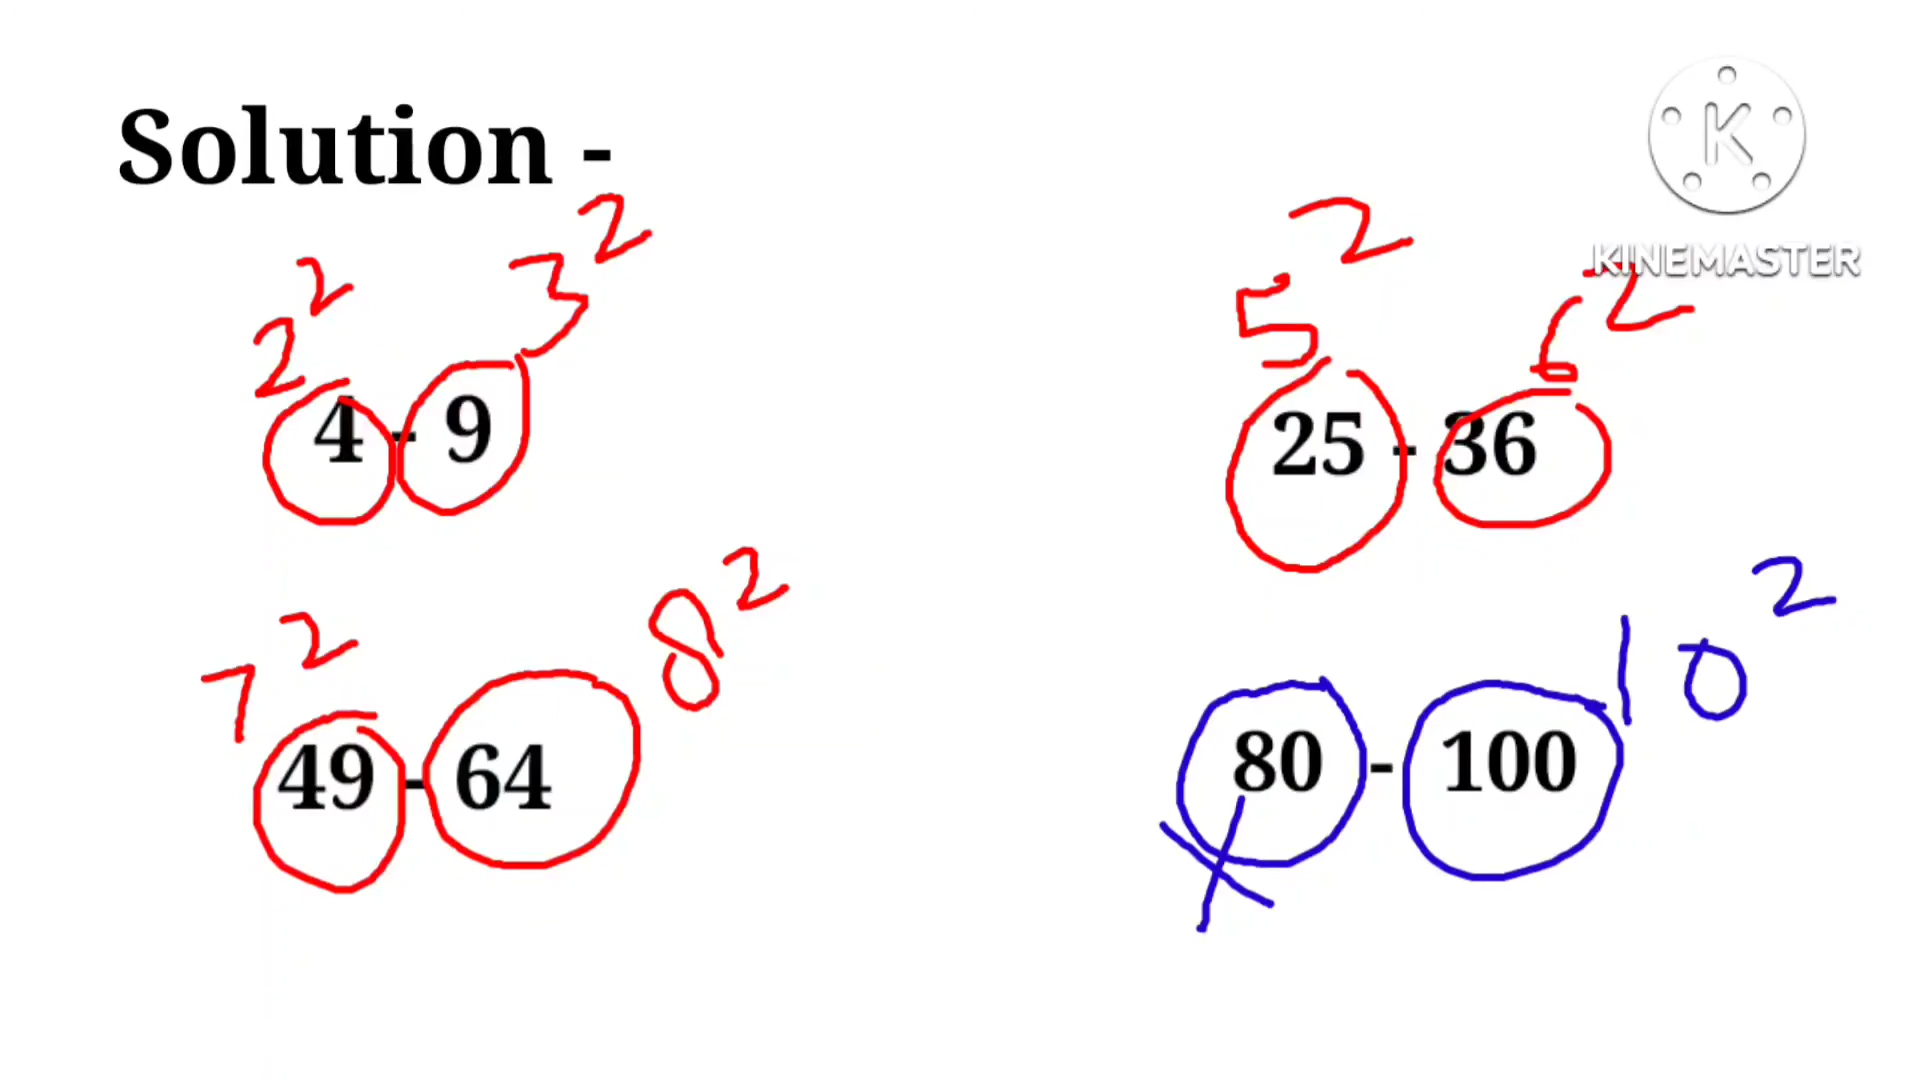 Solution -
K
KINEMASTER
2² 3²
4 - 9
5² 6²
25 - 36
7² 8²
49 - 64
10²
80 - 100